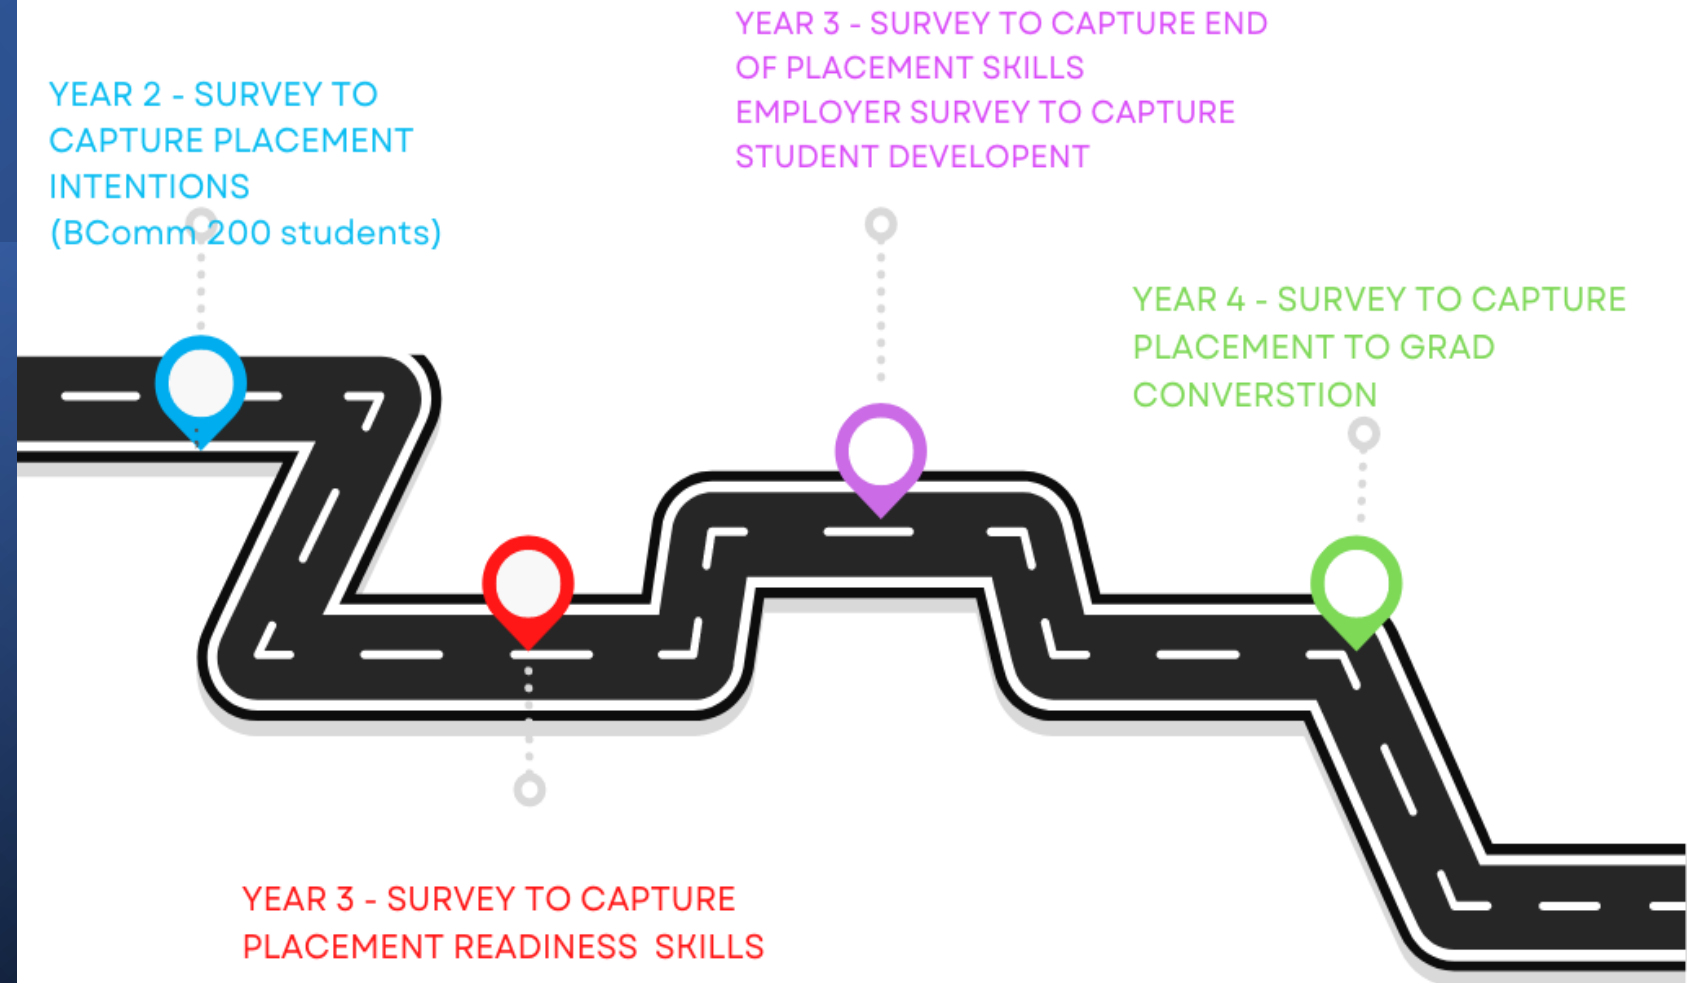 YEAR 2 - SURVEY TO
CAPTURE PLACEMENT
INTENTIONS
(BComm 200 students)
YEAR 3 - SURVEY TO CAPTURE
PLACEMENT READINESS SKILLS
YEAR 3 - SURVEY TO CAPTURE END
OF PLACEMENT SKILLS
EMPLOYER SURVEY TO CAPTURE
STUDENT DEVELOPENT
YEAR 4 - SURVEY TO CAPTURE
PLACEMENT TO GRAD
CONVERSTION